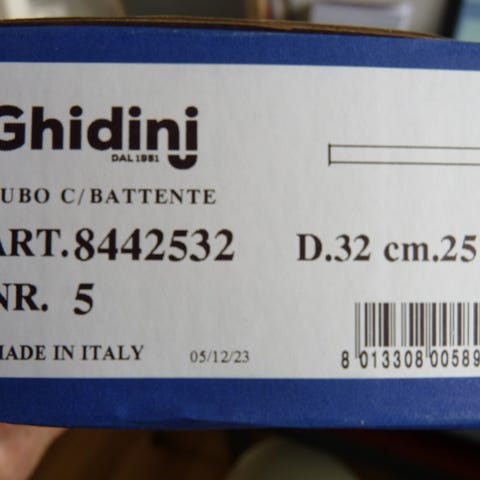 Ghidini
DAL 1951
UBO C/BATTENTE
ART.8442532
D.32 cm.25
NR. 5
MADE IN ITALY
05/12/23
8 013308 00589